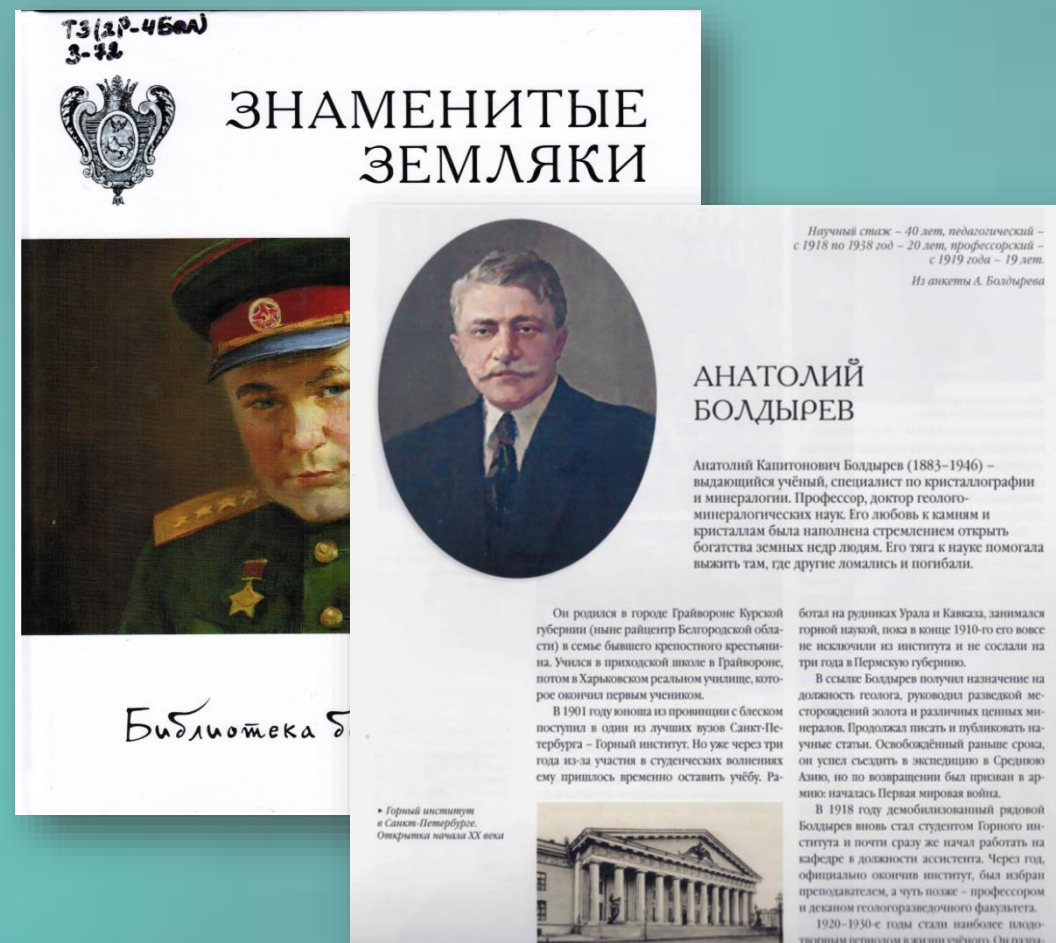 ТЗ(2Р-4Бел)
З-72
ЗНАМЕНИТЫЕ
ЗЕМЛЯКИ
Библиотека
Научный стаж – 40 лет, педагогический –
с 1918 по 1938 год – 20 лет, профессорский –
с 1919 года – 19 лет.
Из анкеты А. Болдырева
АНАТОЛИЙ
БОЛДЫРЕВ
Анатолий Капитонович Болдырев (1883–1946) –
выдающийся учёный, специалист по кристаллографии
и минералогии. Профессор, доктор геолого-
минералогических наук. Его любовь к камням и
кристаллам была наполнена стремлением открыть
богатства земных недр людям. Его тяга к науке помогала
выжить там, где другие ломались и погибали.
Он родился в городе Грайвороне Курской
губернии (ныне райцентр Белгородской обла-
сти) в семье бывшего крепостного крестьяни-
на. Учился в приходской школе в Грайвороне,
потом в Харьковском реальном училище, кото-
рое окончил первым учеником.
В 1901 году юноша из провинции с блеском
поступил в один из лучших вузов Санкт-Пе-
тербурга – Горный институт. Но уже через три
года из-за участия в студенческих волнениях
ему пришлось временно оставить учёбу. Ра-
ботал на рудниках Урала и Кавказа, занимался
горной наукой, пока в конце 1910-го его вовсе
не исключили из института и не сослали на
три года в Пермскую губернию.
В ссылке Болдырев получил назначение на
должность геолога, руководил разведкой ме-
сторождений золота и различных ценных ми-
нералов. Продолжал писать и публиковать на-
учные статьи. Освобождённый раньше срока,
он успел съездить в экспедицию в Среднюю
Азию, но по возвращении был призван в ар-
мию: началась Первая мировая война.
В 1918 году демобилизованный рядовой
Болдырев вновь стал студентом Горного ин-
ститута и почти сразу же начал работать на
кафедре в должности ассистента. Через год,
официально окончив институт, был избран
преподавателем, а чуть позже – профессором
и деканом геологоразведочного факультета.
1920–1930-е годы стали наиболее плодо-
творным периодом в жизни учёного. Он разра-
▸ Горный институт
в Санкт-Петербурге.
Открытка начала XX века